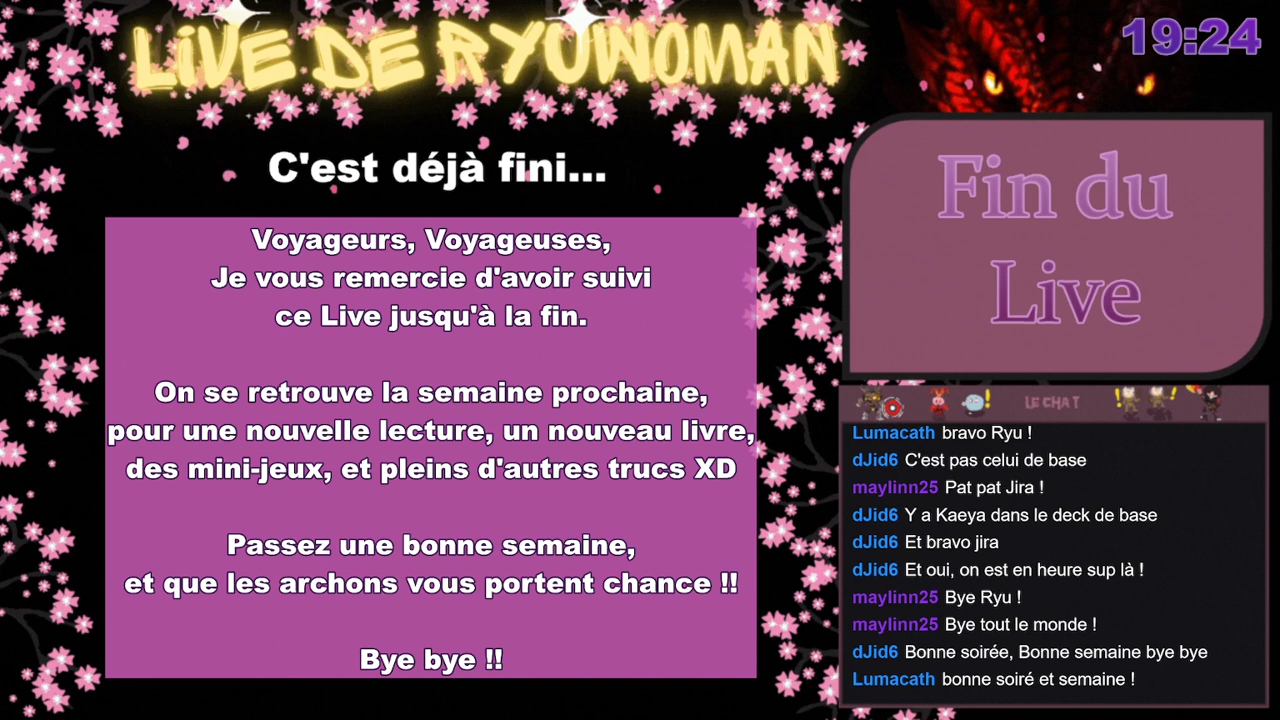 LIVE DE RYUWOMAN
19:24
C'est déjà fini...
Voyageurs, Voyageuses,
Je vous remercie d'avoir suivi
ce Live jusqu'à la fin.
On se retrouve la semaine prochaine,
pour une nouvelle lecture, un nouveau livre,
des mini-jeux, et pleins d'autres trucs XD
Passez une bonne semaine,
et que les archons vous portent chance !!
Bye bye !!
Fin du
Live
LE CHAT
Lumacath bravo Ryu !
dJid6 C'est pas celui de base
maylinn25 Pat pat Jira !
dJid6 Y a Kaeya dans le deck de base
dJid6 Et bravo jira
dJid6 Et oui, on est en heure sup là !
maylinn25 Bye Ryu !
maylinn25 Bye tout le monde !
dJid6 Bonne soirée, Bonne semaine bye bye
Lumacath bonne soiré et semaine !